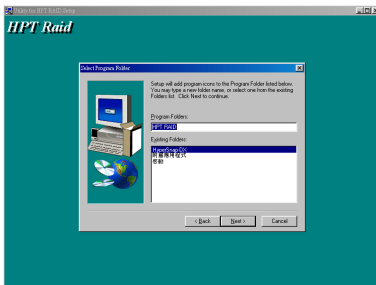 Utility for HPT RAID Setup
HPT Raid
Select Program Folder
Setup will add program icons to the Program Folder listed below.
You may type a new folder name, or select one from the existing
Folders list. Click Next to continue.
Program Folders:
HPT RAID
Existing Folders:
HyperSnap-DX
附屬應用程式
啟動
< Back
Next >
Cancel